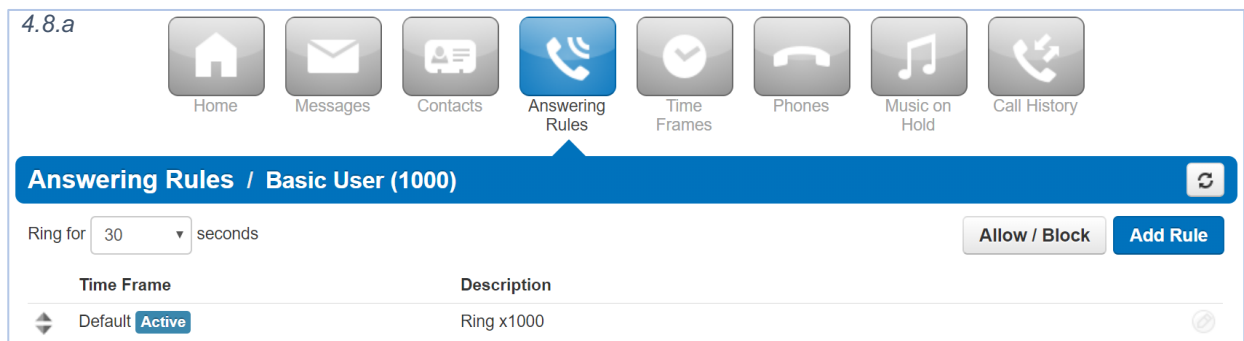 4.8.a
Home Messages Contacts Answering Rules Time Frames Phones Music on Hold Call History
Answering Rules / Basic User (1000)
Ring for 30 seconds Allow / Block Add Rule
Time Frame Description
Default Active Ring x1000